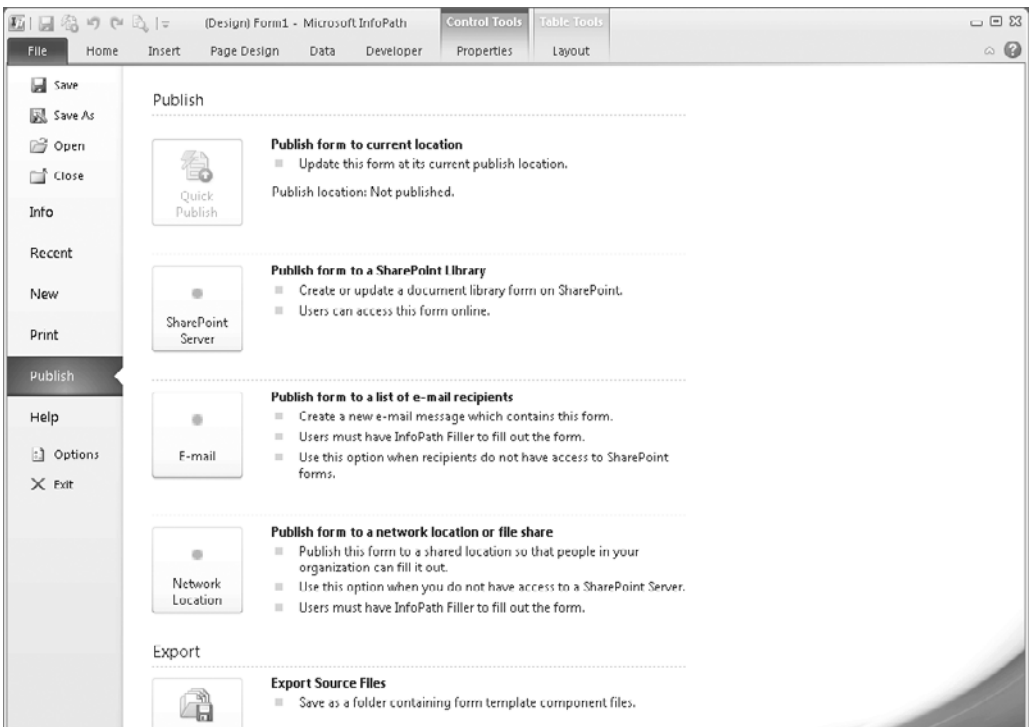 (Design) Form1 - Microsoft InfoPath
Control Tools
Table Tools
File
Home
Insert
Page Design
Data
Developer
Properties
Layout
Save
Save As
Open
Close
Info
Recent
New
Print
Publish
Help
Options
Exit
Publish
Quick
Publish
Publish form to current location
Update this form at its current publish location.
Publish location: Not published.
SharePoint
Server
Publish form to a SharePoint Library
Create or update a document library form on SharePoint.
Users can access this form online.
E-mail
Publish form to a list of e-mail recipients
Create a new e-mail message which contains this form.
Users must have InfoPath Filler to fill out the form.
Use this option when recipients do not have access to SharePoint
forms.
Network
Location
Publish form to a network location or file share
Publish this form to a shared location so that people in your
organization can fill it out.
Use this option when you do not have access to a SharePoint Server.
Users must have InfoPath Filler to fill out the form.
Export
Export Source Files
Save as a folder containing form template component files.